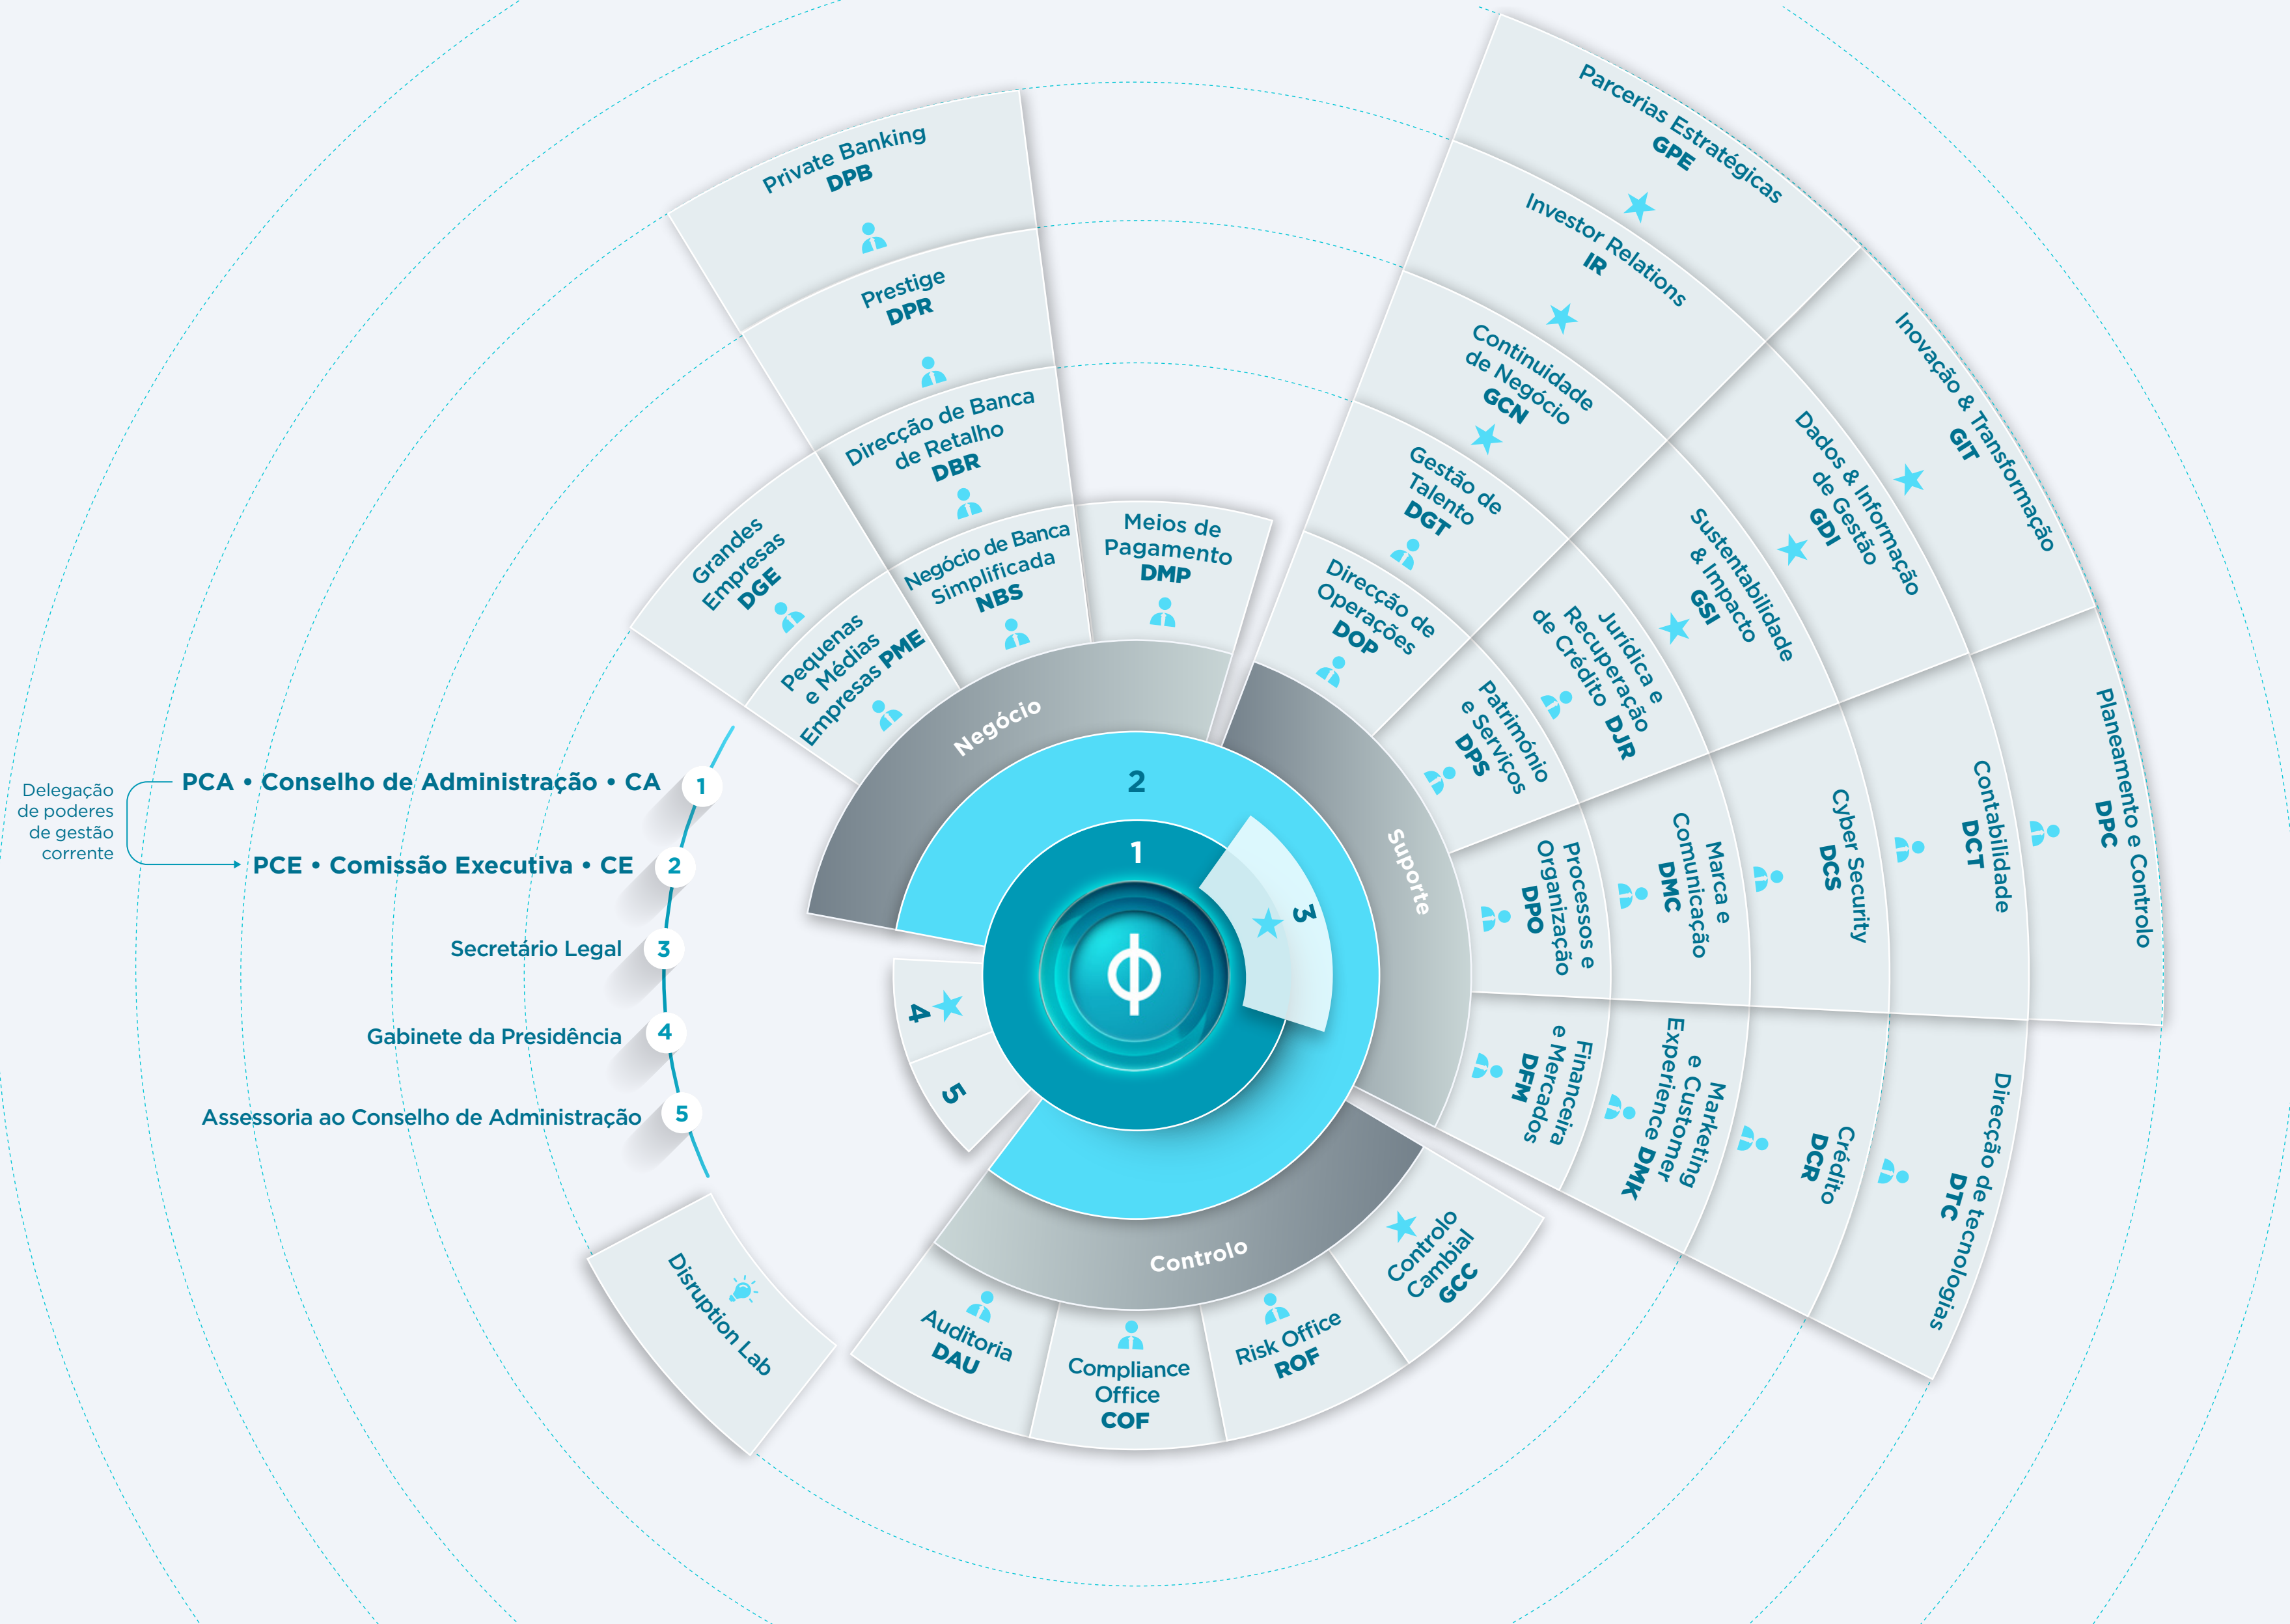 Delegação
de poderes
de gestão
corrente
PCA • Conselho de Administração • CA
1
PCE • Comissão Executiva • CE
2
Secretário Legal
3
Gabinete da Presidência
4
Assessoria ao Conselho de Administração
5
Negócio
Private Banking
DPB
Prestige
DPR
Direcção de Banca
de Retalho
DBR
Negócio de Banca
Simplificada
NBS
Grandes
Empresas
DGE
Pequenas
e Médias
Empresas PME
Meios de
Pagamento
DMP
Suporte
Parcerias Estratégicas
GPE
Investor Relations
IR
Continuidade
de Negócio
GCN
Gestão de
Talento
DGT
Direcção de
Operações
DOP
Inovação & Transformação
GIT
Dados & Informação
de Gestão
GDI
Sustentabilidade
& Impacto
GSI
Jurídica e
Recuperação
de Crédito DJR
Património
e Serviços
DPS
Planeamento e Controlo
DPC
Contabilidade
DCT
Cyber Security
DCS
Marca e
Comunicação
DMC
Processos e
Organização
DPO
Direcção de tecnologias
DTC
Crédito
DCR
Marketing
e Customer
Experience DMK
Financeira
e Mercados
DFM
2
1
3
4
5
Controlo
Controlo
Cambial
GCC
Risk Office
ROF
Compliance
Office
COF
Auditoria
DAU
Disruption Lab